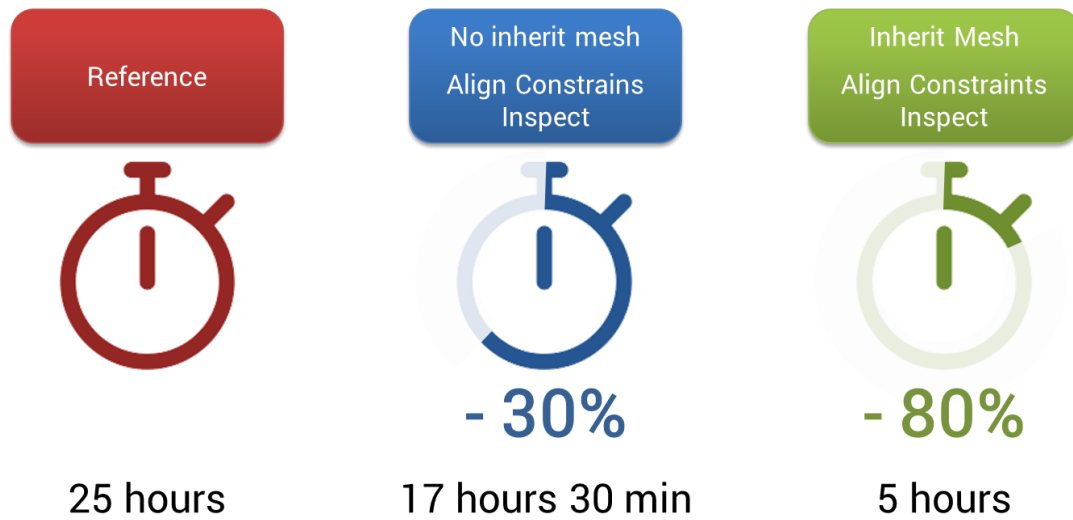 Reference
No inherit mesh
Align Constrains
Inspect
Inherit Mesh
Align Constraints
Inspect
- 30%
- 80%
25 hours
17 hours 30 min
5 hours